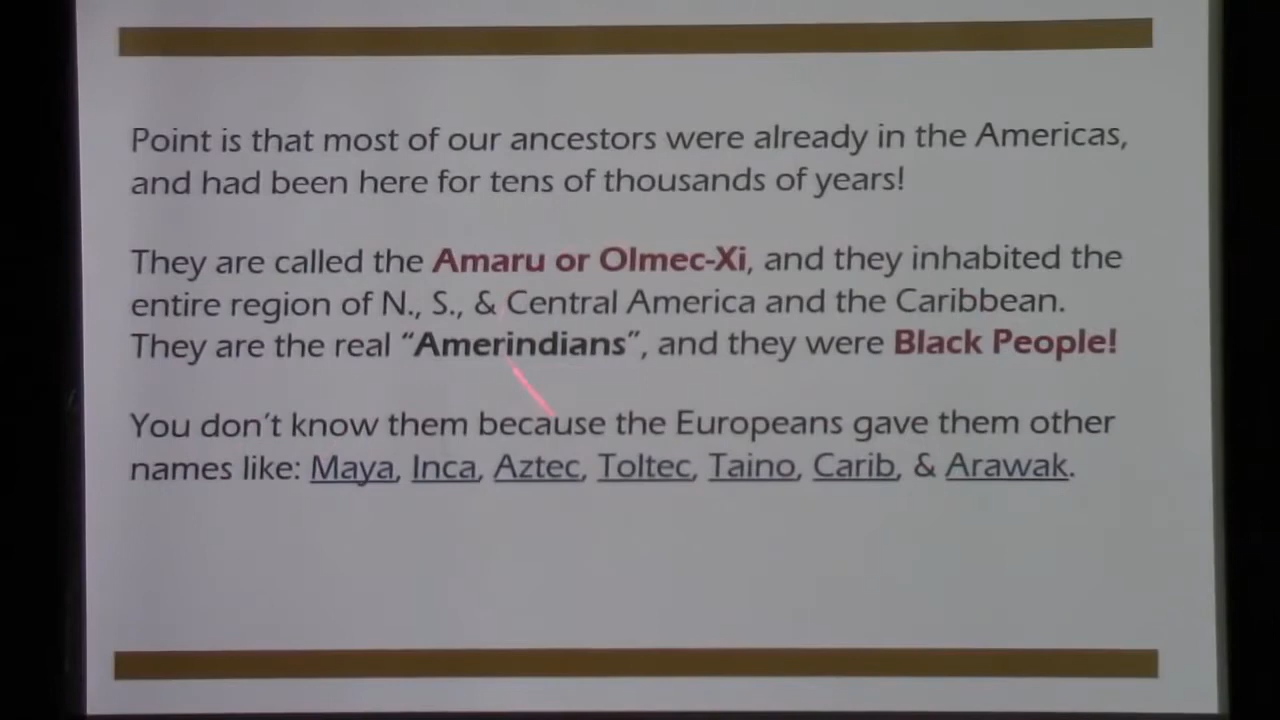 Point is that most of our ancestors were already in the Americas,
and had been here for tens of thousands of years!
They are called the Amaru or Olmec-Xi, and they inhabited the
entire region of N., S., & Central America and the Caribbean.
They are the real “Amerindians”, and they were Black People!
You don’t know them because the Europeans gave them other
names like: Maya, Inca, Aztec, Toltec, Taino, Carib, & Arawak.